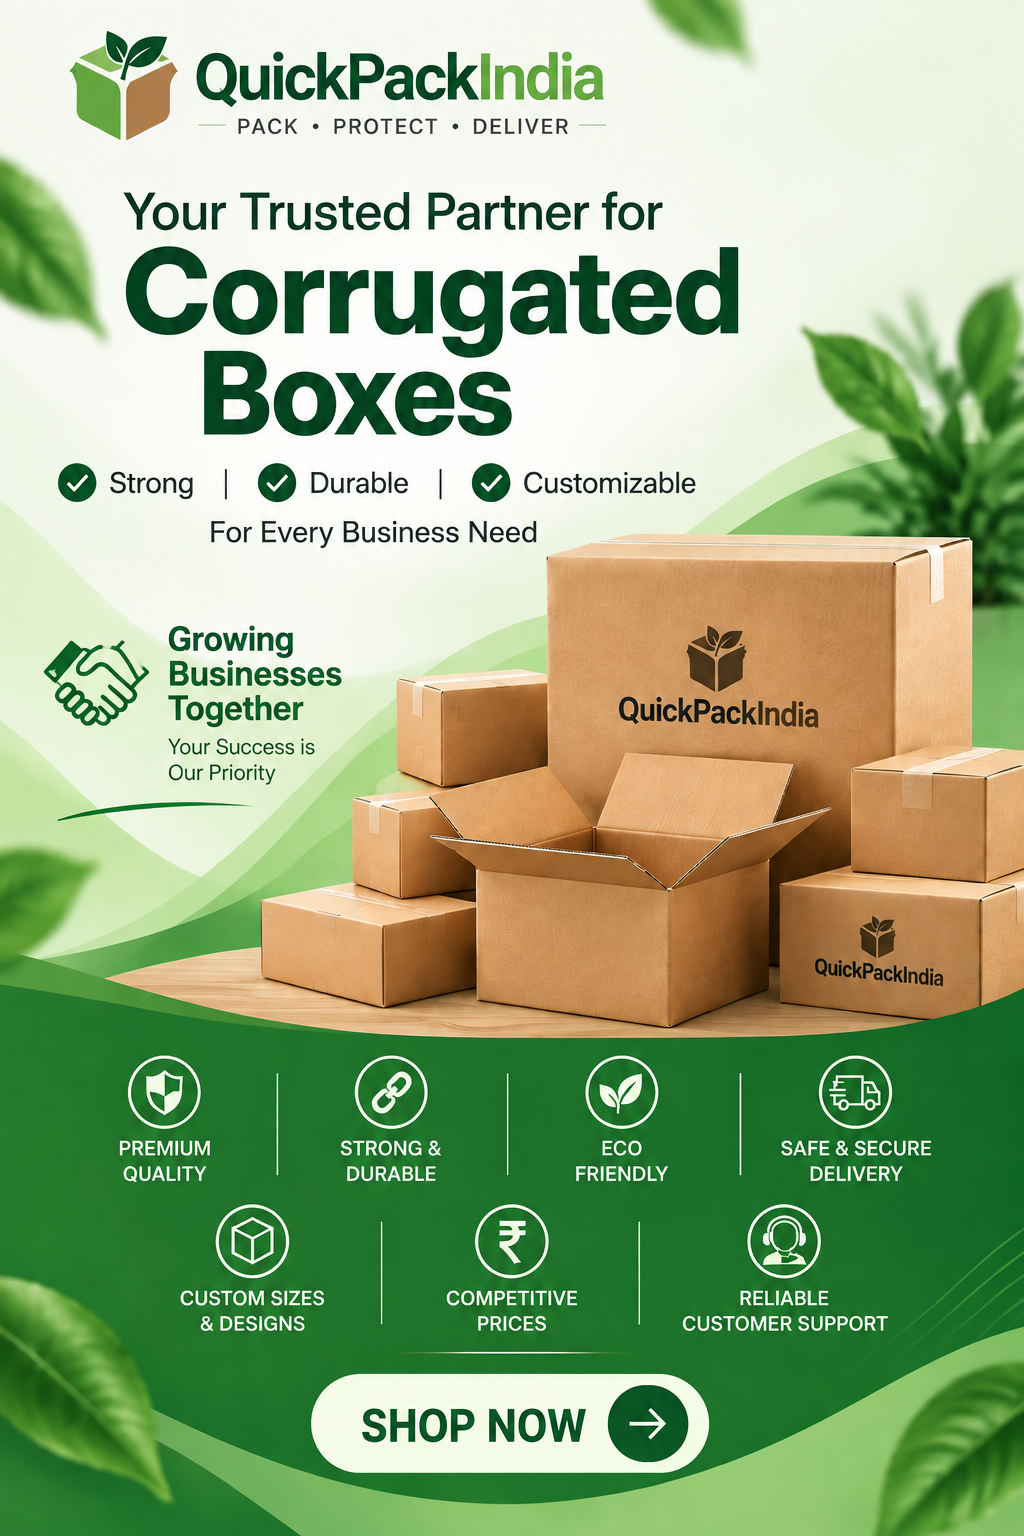 QuickPackIndia
PACK • PROTECT • DELIVER
Your Trusted Partner for
Corrugated
Boxes
Strong | Durable | Customizable
For Every Business Need
Growing
Businesses
Together
Your Success is
Our Priority
QuickPackIndia
QuickPackIndia
PREMIUM
QUALITY
STRONG &
DURABLE
ECO
FRIENDLY
SAFE & SECURE
DELIVERY
CUSTOM SIZES
& DESIGNS
₹
COMPETITIVE
PRICES
RELIABLE
CUSTOMER SUPPORT
SHOP NOW